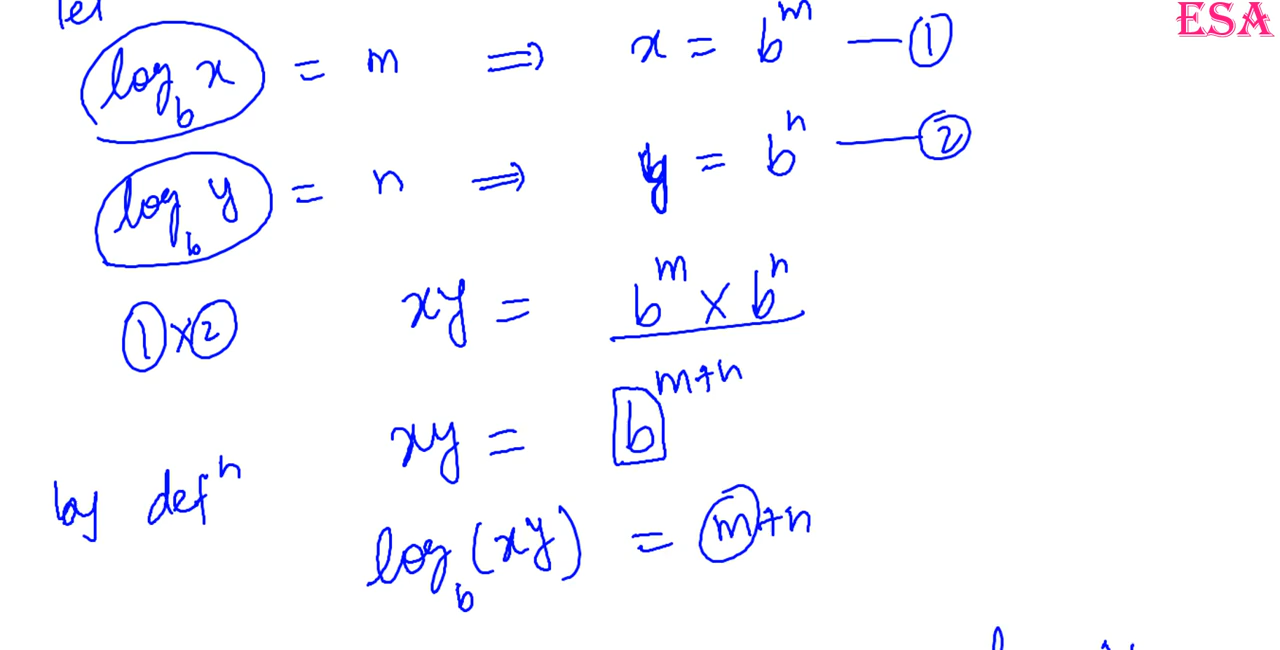 let ESA
log_b x = m ⟹ x = b^m —①
log_b y = n ⟹ y = b^n —②
①×② xy = b^m × b^n
xy = b^{m+n}
by def^n
log_b (xy) = m+n